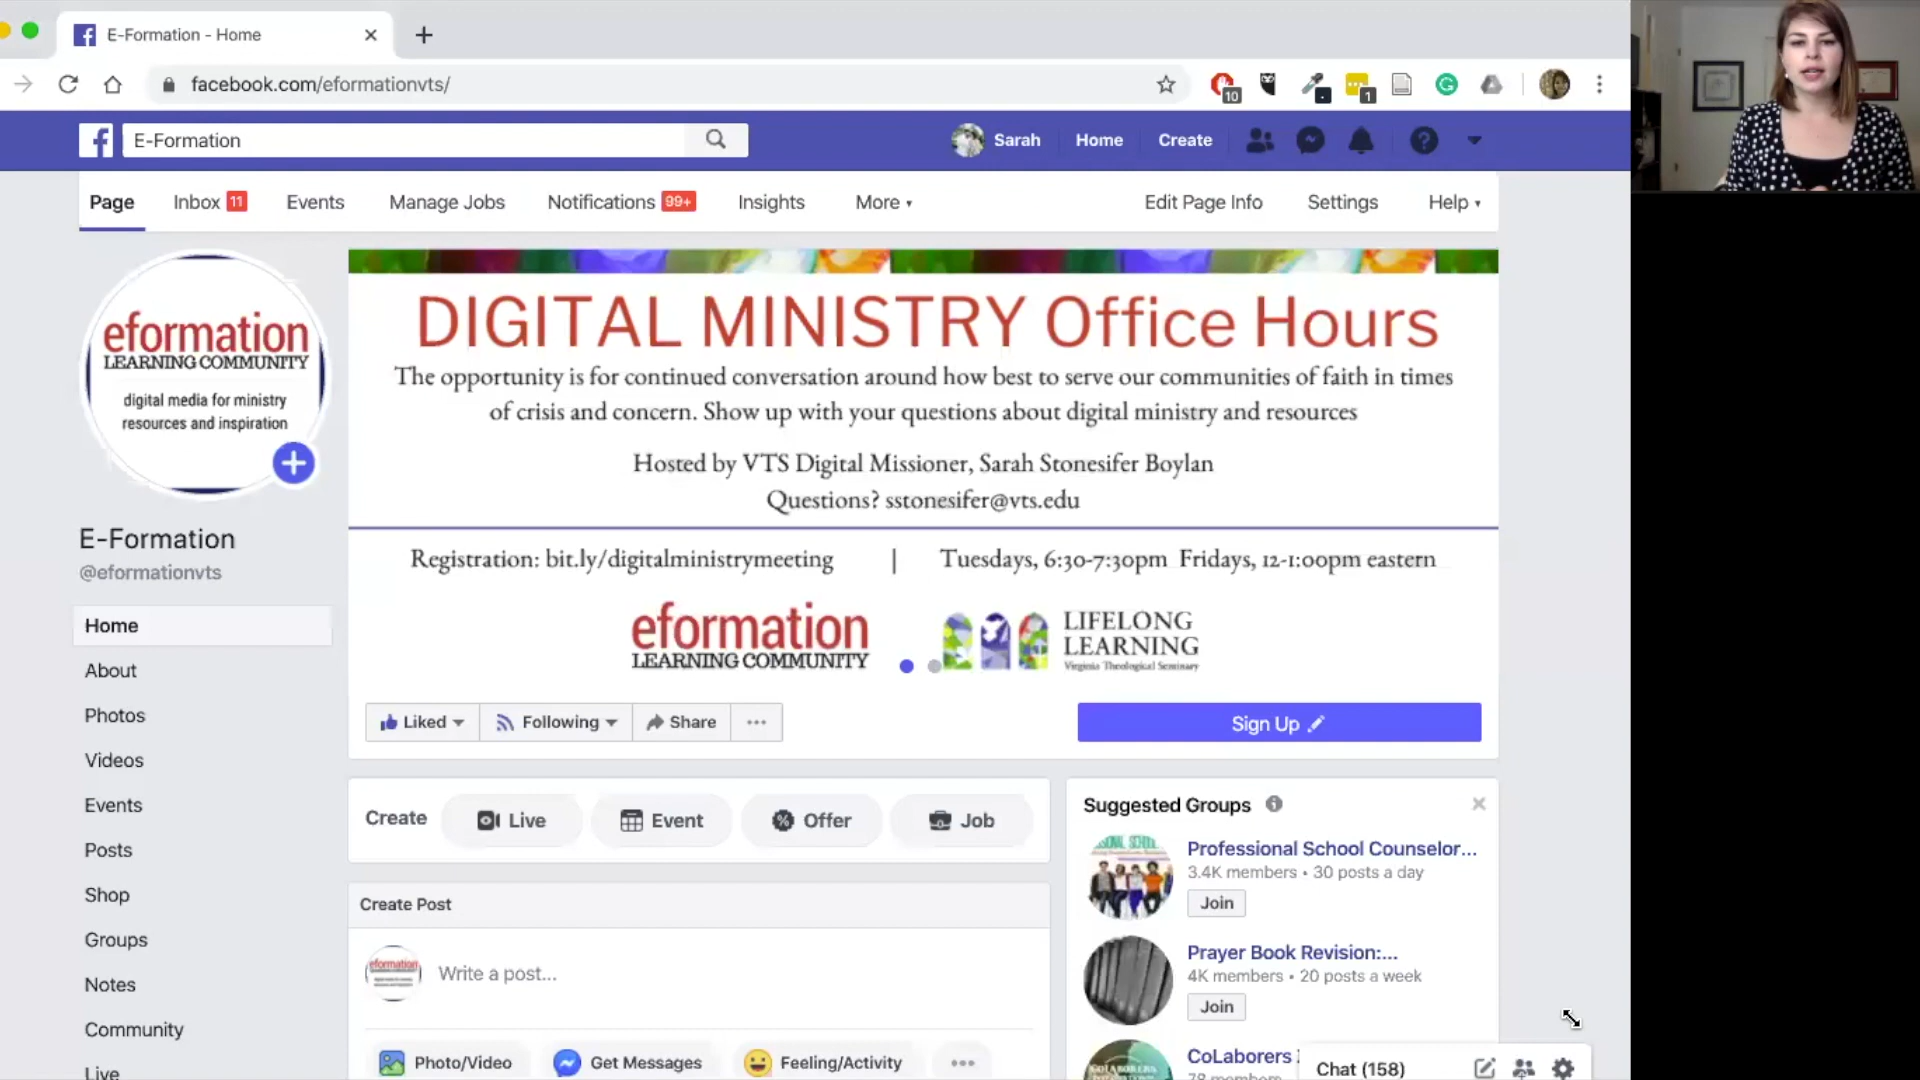 E-Formation - Home
facebook.com/eformationvts/
10
1
E-Formation
Sarah
Home
Create
Page
Inbox 11
Events
Manage Jobs
Notifications 99+
Insights
More
Edit Page Info
Settings
Help
eformation
LEARNING COMMUNITY
digital media for ministry
resources and inspiration
E-Formation
@eformationvts
Home
About
Photos
Videos
Events
Posts
Shop
Groups
Notes
Community
Live
DIGITAL MINISTRY Office Hours
The opportunity is for continued conversation around how best to serve our communities of faith in times
of crisis and concern. Show up with your questions about digital ministry and resources
Hosted by VTS Digital Missioner, Sarah Stonesifer Boylan
Questions? sstonesifer@vts.edu
Registration: bit.ly/digitalministrymeeting | Tuesdays, 6:30-7:30pm Fridays, 12-1:00pm eastern
eformation
LEARNING COMMUNITY
LIFELONG
LEARNING
Virginia Theological Seminary
Liked
Following
Share
Sign Up
Create
Live
Event
Offer
Job
Create Post
eformation
Write a post...
Photo/Video
Get Messages
Feeling/Activity
Suggested Groups
Professional School Counselor...
3.4K members • 30 posts a day
Join
Prayer Book Revision:...
4K members • 20 posts a week
Join
CoLaborers
78 members
Chat (158)